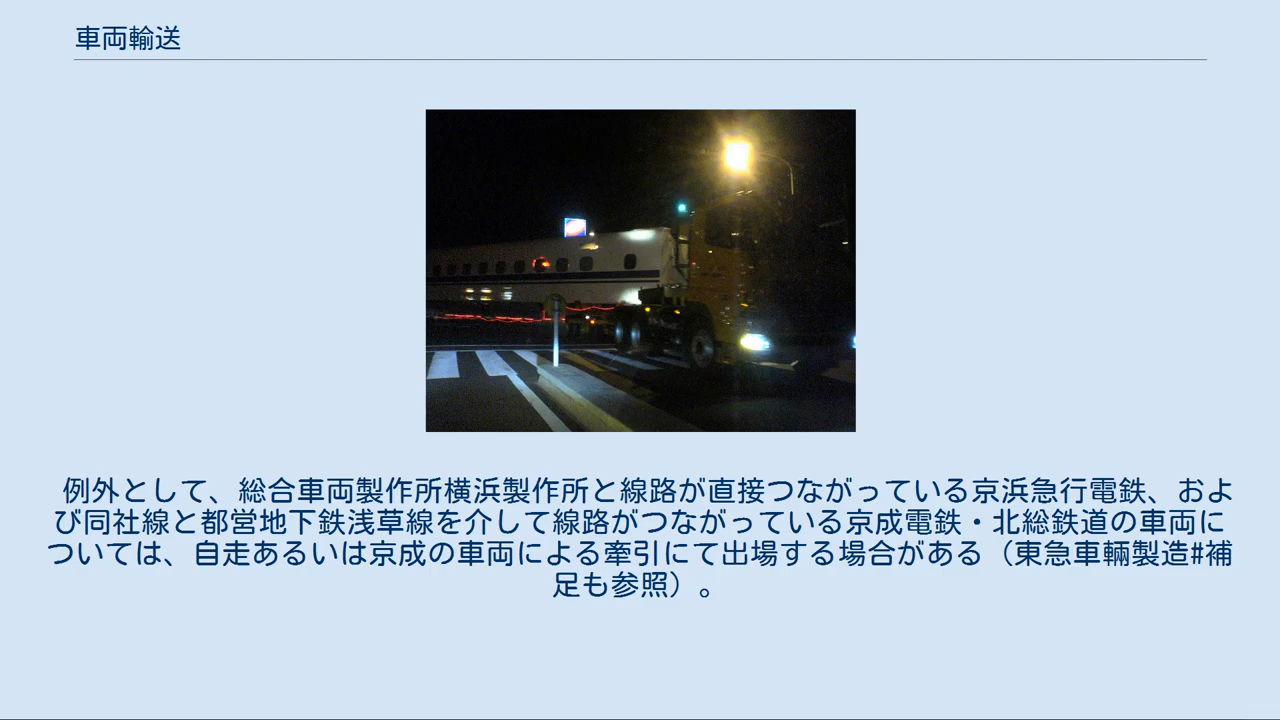 車両輸送
例外として、総合車両製作所横浜製作所と線路が直接つながっている京浜急行電鉄、およ
び同社線と都営地下鉄浅草線を介して線路がつながっている京成電鉄・北総鉄道の車両に
ついては、自走あるいは京成の車両による牽引にて出場する場合がある（東急車輛製造#補
足も参照）。